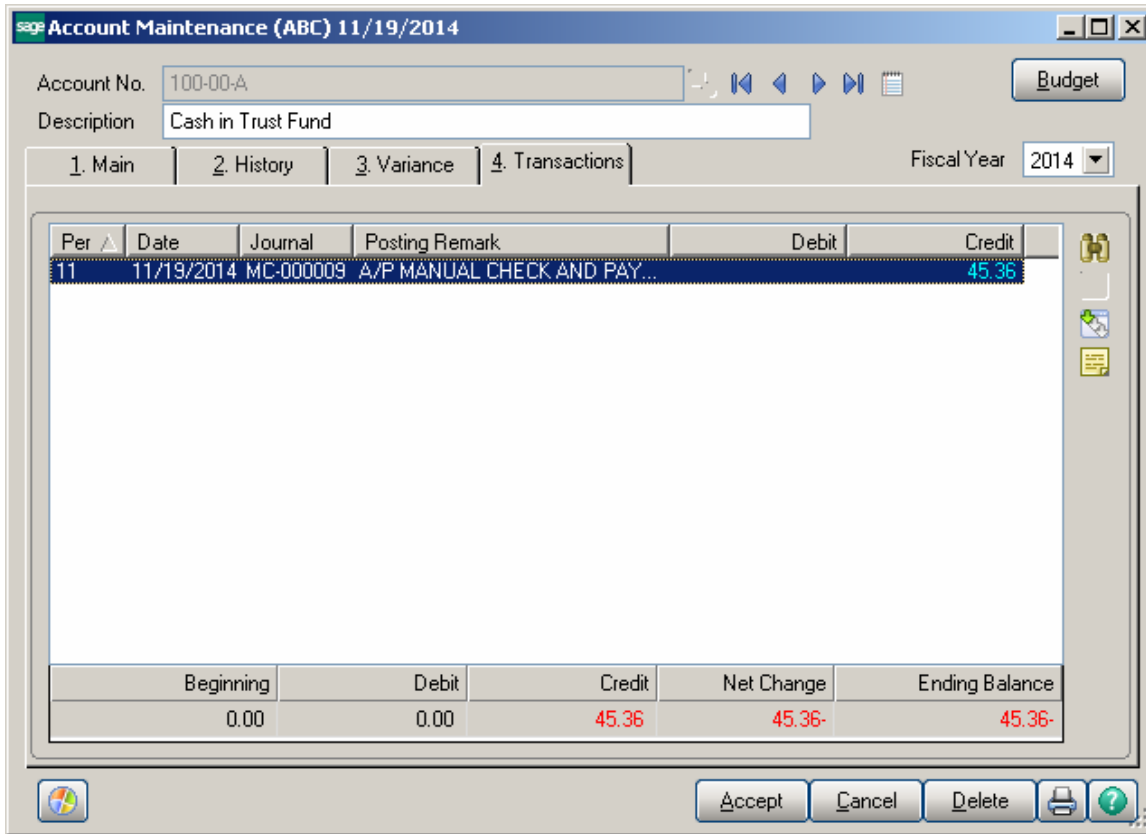 sage Account Maintenance (ABC) 11/19/2014
Account No. 100-00-A Budget
Description Cash in Trust Fund
1. Main 2. History 3. Variance 4. Transactions Fiscal Year 2014
Per Date Journal Posting Remark Debit Credit
11 11/19/2014 MC-000009 A/P MANUAL CHECK AND PAY... 45.36
Beginning Debit Credit Net Change Ending Balance
0.00 0.00 45.36 45.36- 45.36-
Accept Cancel Delete